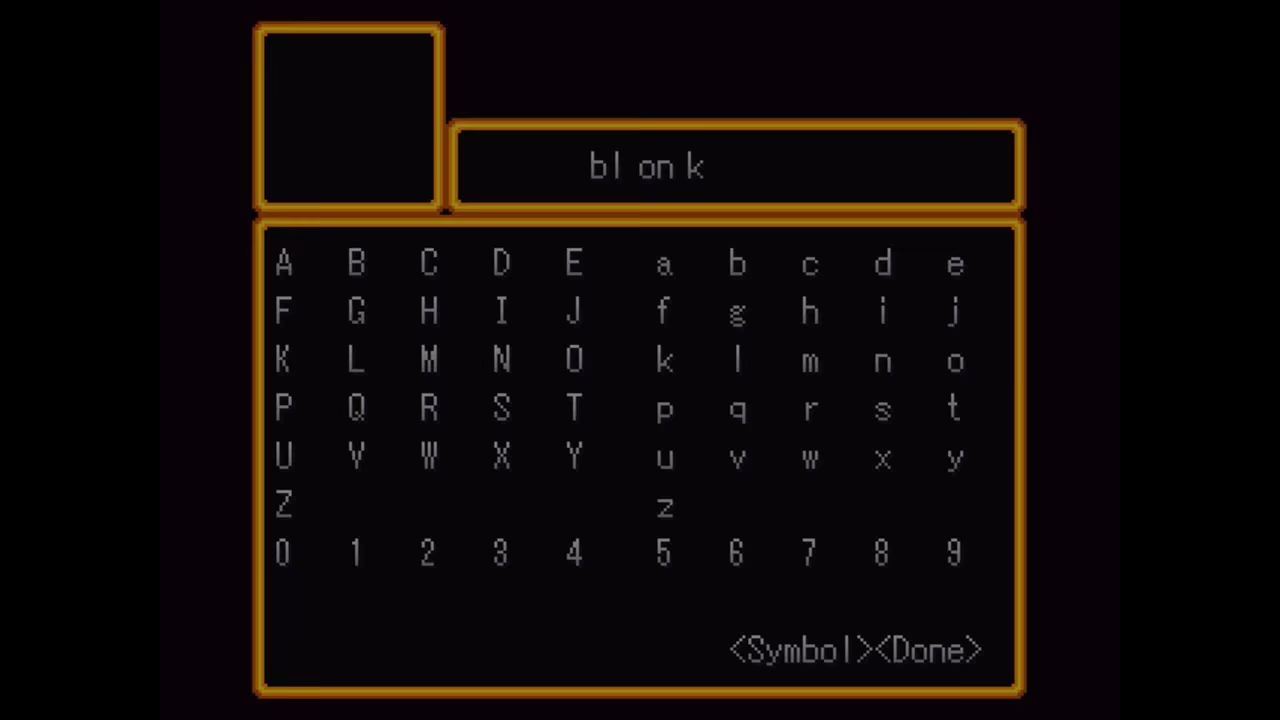 blonk
A B C D E a b c d e
F G H I J f g h i j
K L M N O k l m n o
P Q R S T p q r s t
U V W X Y u v w x y
Z z
0 1 2 3 4 5 6 7 8 9
<Symbol><Done>